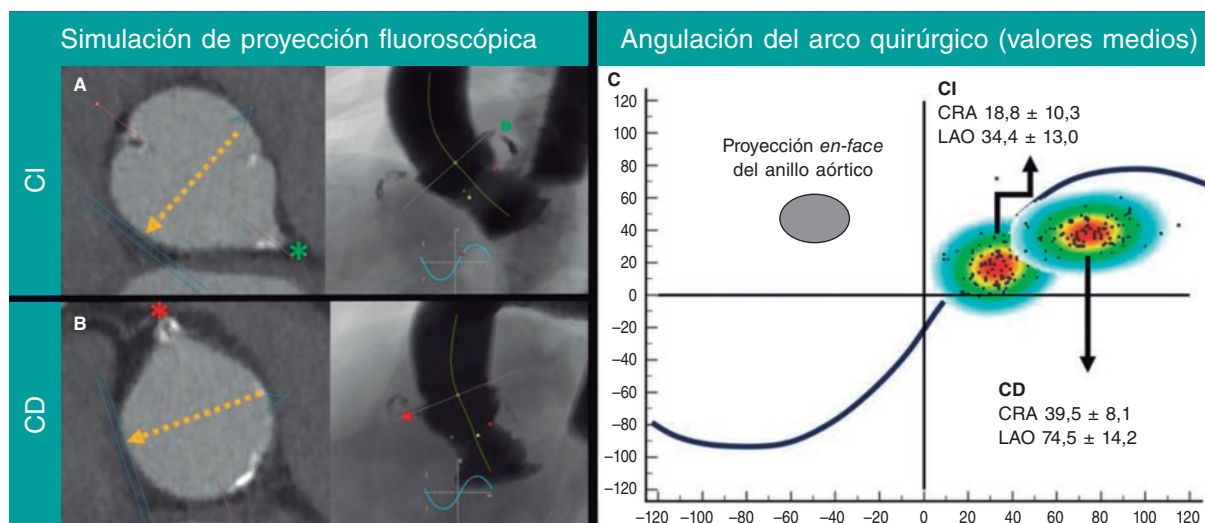 Simulación de proyección fluoroscópica
Angulación del arco quirúrgico (valores medios)
CI
A
CD
B
C
120
100
80
60
40
20
0
−20
−40
−60
−80
−100
−120
−120 −100 −80 −60 −40 −20 0 20 40 60 80 100 120
Proyección en-face
del anillo aórtico
CI
CRA 18,8 ± 10,3
LAO 34,4 ± 13,0
CD
CRA 39,5 ± 8,1
LAO 74,5 ± 14,2